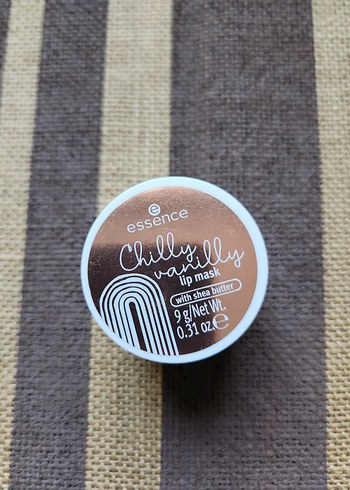 essence
Chilly
vanilly
lip mask
with shea butter
9 g/Net Wt.
0.31 oz.℮